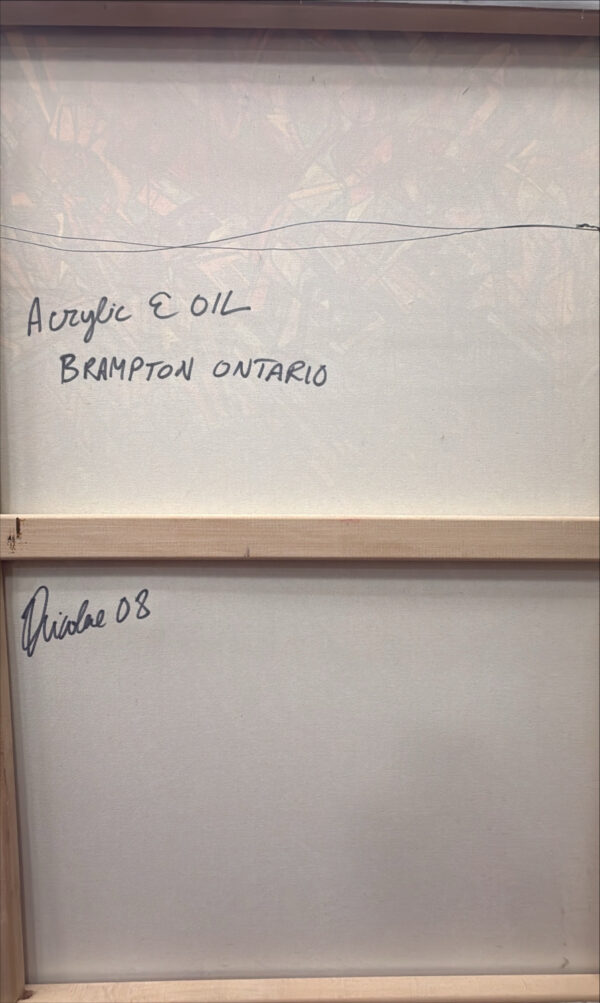 Acrylic & OIL
BRAMPTON ONTARIO
Nicolae 08